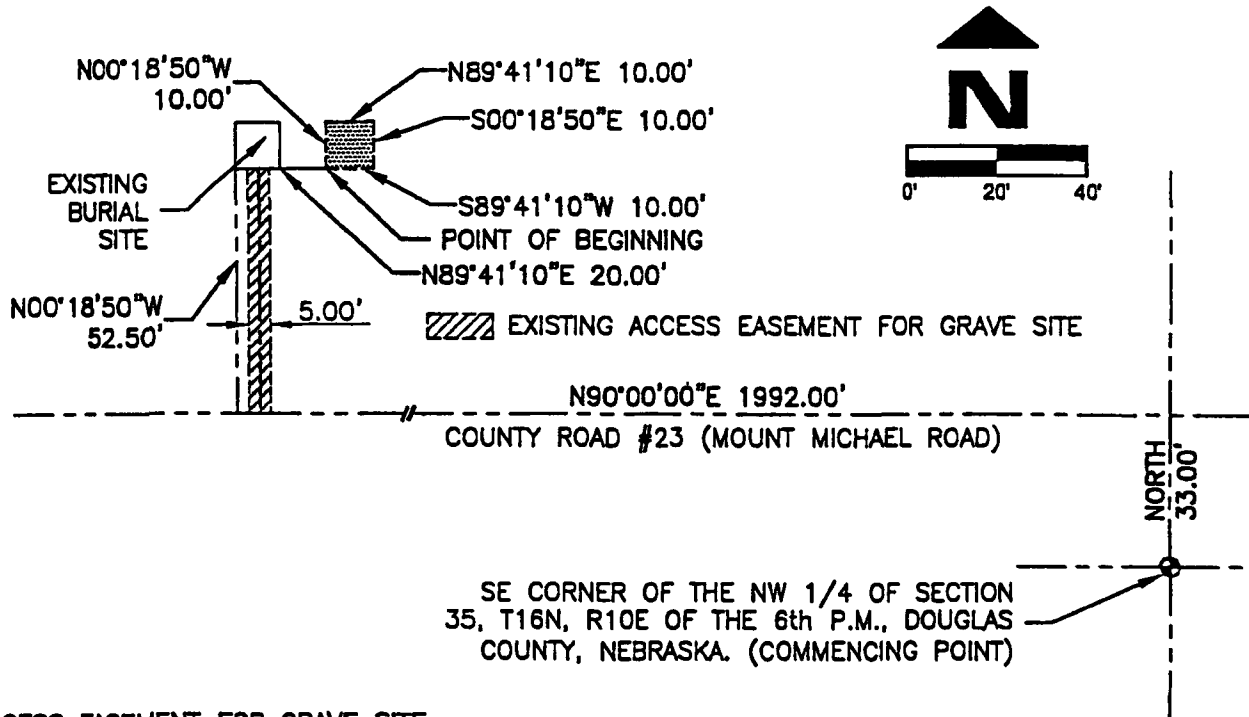 N00°18'50"W
10.00'
N89°41'10"E 10.00'
S00°18'50"E 10.00'
N
0' 20' 40'
EXISTING
BURIAL
SITE
S89°41'10"W 10.00'
POINT OF BEGINNING
N89°41'10"E 20.00'
N00°18'50"W
52.50'
5.00'
EXISTING ACCESS EASEMENT FOR GRAVE SITE
N90°00'00"E 1992.00'
COUNTY ROAD #23 (MOUNT MICHAEL ROAD)
NORTH
33.00'
SE CORNER OF THE NW 1/4 OF SECTION
35, T16N, R10E OF THE 6th P.M., DOUGLAS
COUNTY, NEBRASKA. (COMMENCING POINT)
EASEMENT FOR GRAVE SITE